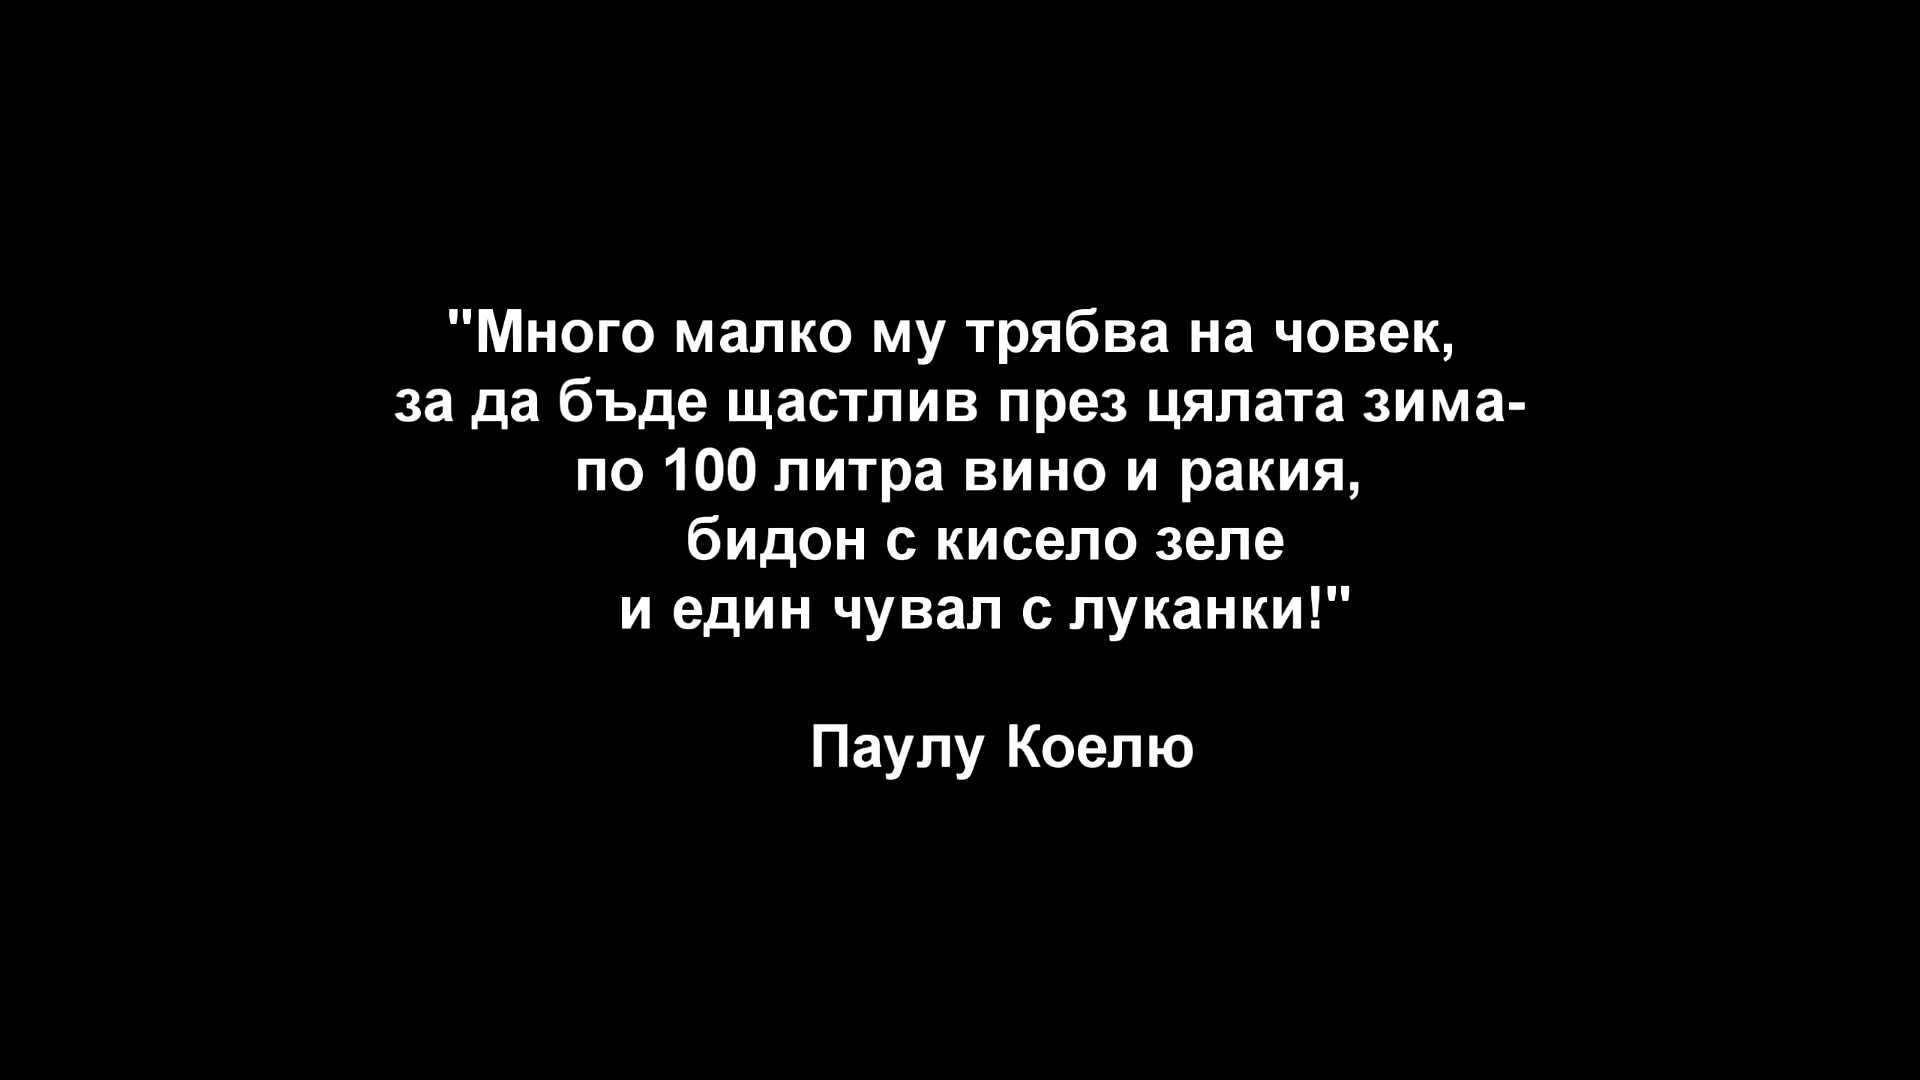 "Много малко му трябва на човек,
за да бъде щастлив през цялата зима-
по 100 литра вино и ракия,
бидон с кисело зеле
и един чувал с луканки!"
Паулу Коелю